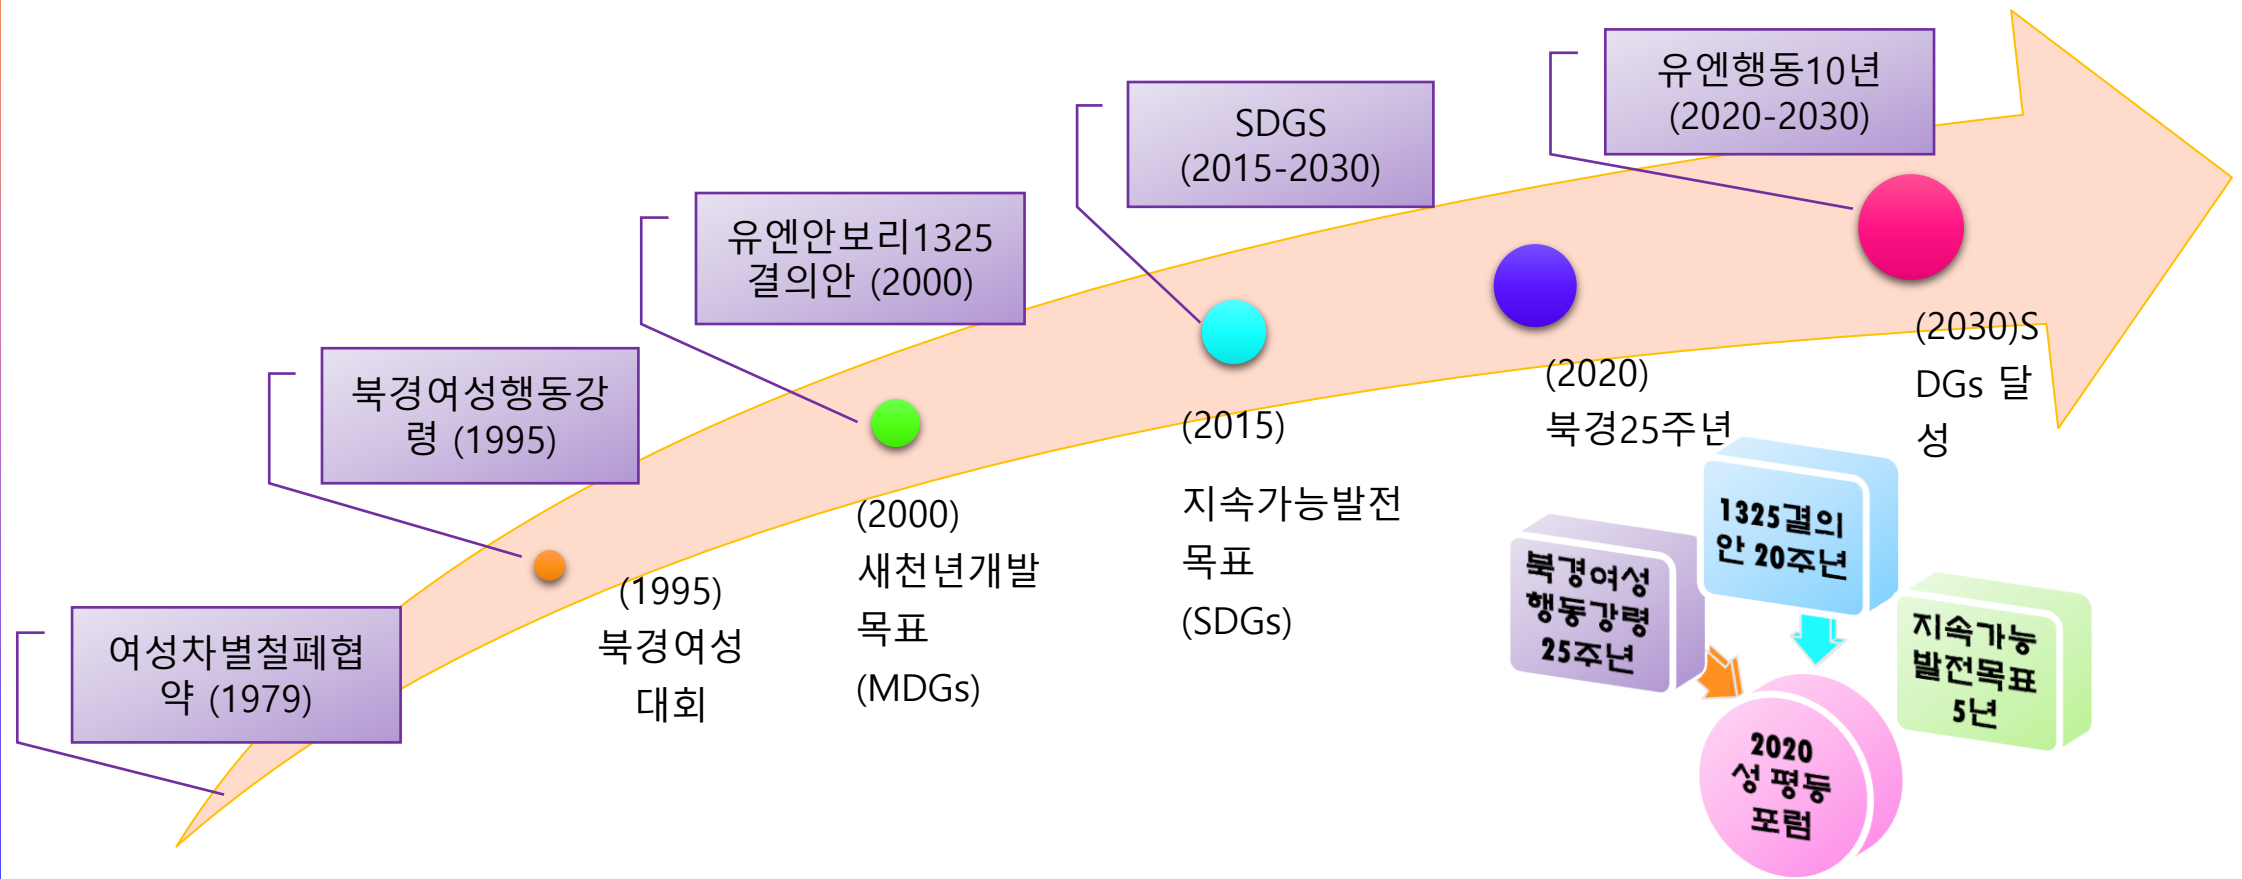 여성차별철폐협
약 (1979)
북경여성행동강
령 (1995)
유엔안보리1325
결의안 (2000)
SDGS
(2015-2030)
유엔행동10년
(2020-2030)
(1995)
북경여성
대회
(2000)
새천년개발
목표
(MDGs)
(2015)
지속가능발전
목표
(SDGs)
(2020)
북경25주년
(2030)S
DGs 달
성
북경여성
행동강령
25주년
1325결의
안 20주년
지속가능
발전목표
5년
2020
성 평등
포럼